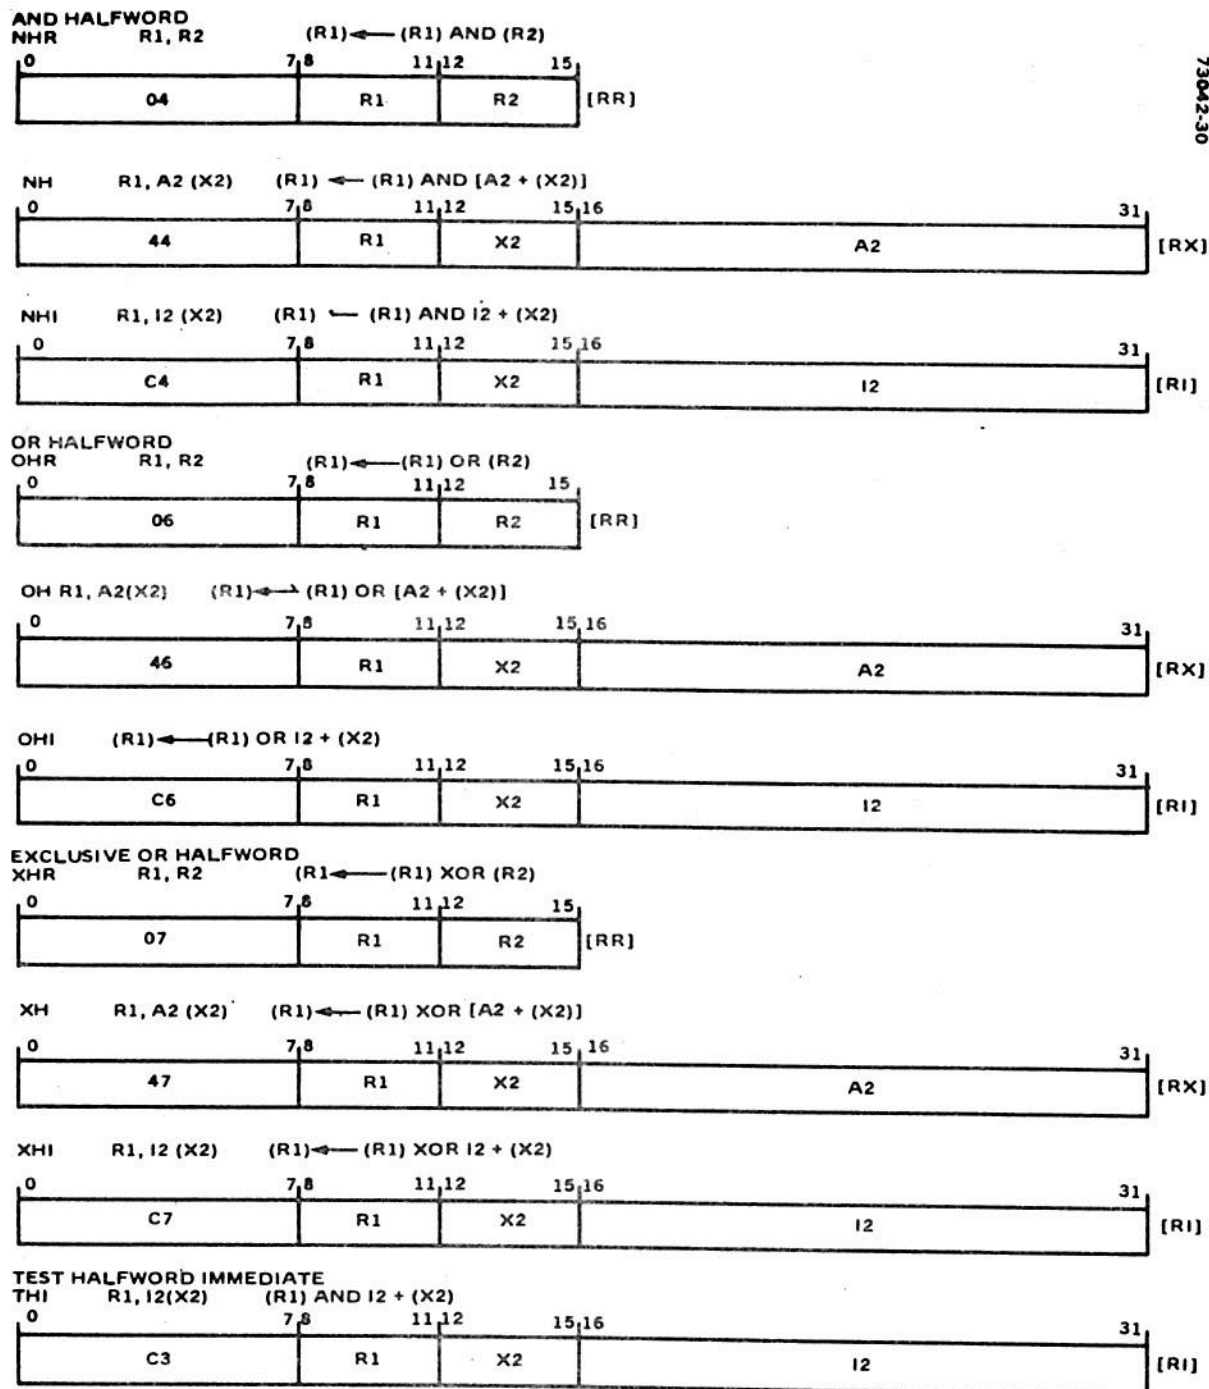 AND HALFWORD
NHR R1, R2 (R1) ← (R1) AND (R2)
0 7 8 11 12 15
04 R1 R2 [RR]
73042-30
NH R1, A2 (X2) (R1) ← (R1) AND [A2 + (X2)]
0 7 8 11 12 15 16 31
44 R1 X2 A2 [RX]
NHI R1, I2 (X2) (R1) ← (R1) AND I2 + (X2)
0 7 8 11 12 15 16 31
C4 R1 X2 I2 [RI]
OR HALFWORD
OHR R1, R2 (R1) ← (R1) OR (R2)
0 7 8 11 12 15
06 R1 R2 [RR]
OH R1, A2(X2) (R1) ← (R1) OR [A2 + (X2)]
0 7 8 11 12 15 16 31
46 R1 X2 A2 [RX]
OHI (R1) ← (R1) OR I2 + (X2)
0 7 8 11 12 15 16 31
C6 R1 X2 I2 [RI]
EXCLUSIVE OR HALFWORD
XHR R1, R2 (R1 ← (R1) XOR (R2)
0 7 8 11 12 15
07 R1 R2 [RR]
XH R1, A2 (X2) (R1) ← (R1) XOR [A2 + (X2)]
0 7 8 11 12 15 16 31
47 R1 X2 A2 [RX]
XHI R1, I2 (X2) (R1) ← (R1) XOR I2 + (X2)
0 7 8 11 12 15 16 31
C7 R1 X2 I2 [RI]
TEST HALFWORD IMMEDIATE
THI R1, I2(X2) (R1) AND I2 + (X2)
0 7 8 11 12 15 16 31
C3 R1 X2 I2 [RI]